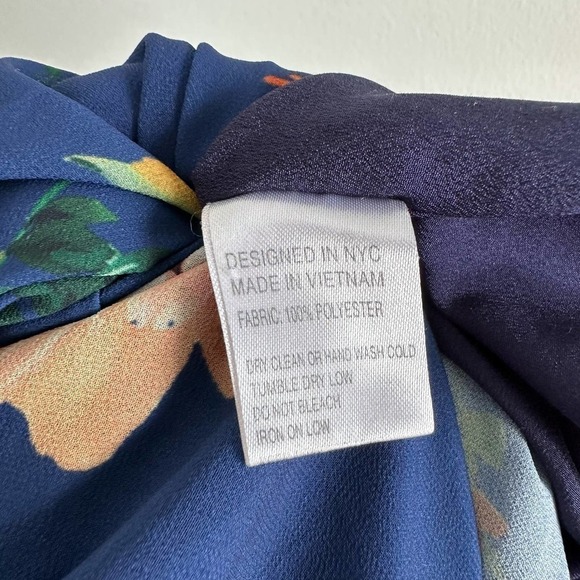 DESIGNED IN NYC
MADE IN VIETNAM
FABRIC: 100% POLYESTER
DRY CLEAN OR HAND WASH COLD
TUMBLE DRY LOW
DO NOT BLEACH
IRON ON LOW